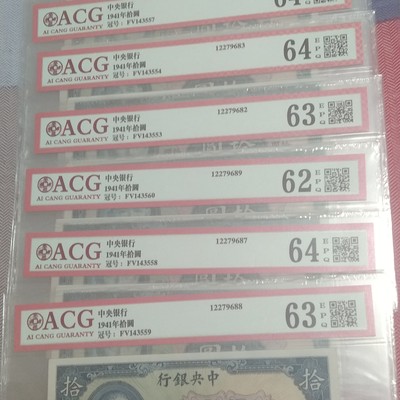 ACG 中央银行 1941年拾圆 64 E P Q
AI CANG GUARANTY 冠号: FV143557
ACG 中央银行 12279683 64 E P Q
1941年拾圆
AI CANG GUARANTY 冠号: FV143554
ACG 中央银行 12279682 63 E P Q
1941年拾圆
AI CANG GUARANTY 冠号: FV143553
ACG 中央银行 12279689 62 E P Q
1941年拾圆
AI CANG GUARANTY 冠号: FV143560
ACG 中央银行 12279687 64 E P Q
1941年拾圆
AI CANG GUARANTY 冠号: FV143558
ACG 中央银行 12279688 63 E P Q
1941年拾圆
AI CANG GUARANTY 冠号: FV143559
拾 行銀央中 拾